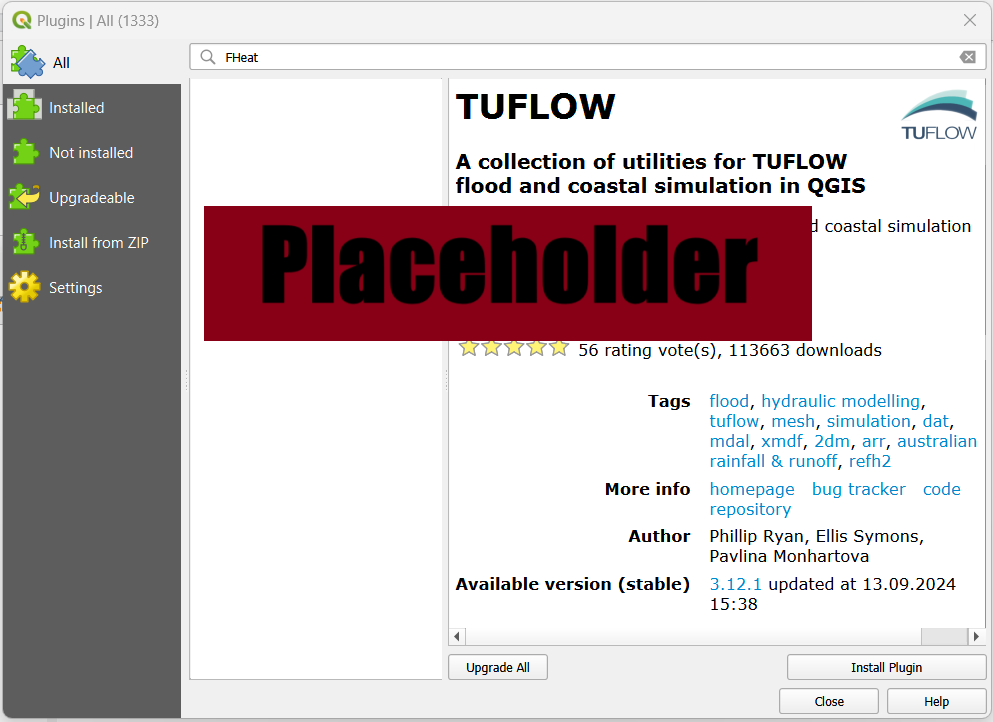 Plugins | All (1333)
All
Installed
Not installed
Upgradeable
Install from ZIP
Settings
FHeat
TUFLOW
TUFLOW
A collection of utilities for TUFLOW
flood and coastal simulation in QGIS
d coastal simulation
Placeholder
56 rating vote(s), 113663 downloads
Tags flood, hydraulic modelling,
tuflow, mesh, simulation, dat,
mdal, xmdf, 2dm, arr, australian
rainfall & runoff, refh2
More info homepage bug tracker code
repository
Author Phillip Ryan, Ellis Symons,
Pavlina Monhartova
Available version (stable) 3.12.1 updated at 13.09.2024
15:38
Upgrade All
Install Plugin
Close
Help